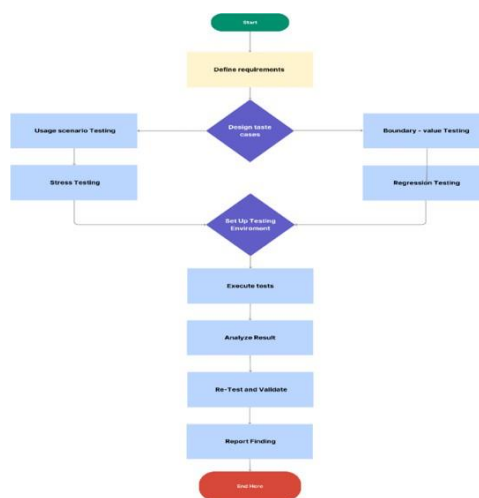 Start
Define requirements
Design taste
cases
Usage scenario Testing
Boundary - value Testing
Stress Testing
Regression Testing
Set Up Testing
Enviroment
Execute tests
Analyze Result
Re-Test and Validate
Report Finding
End Here